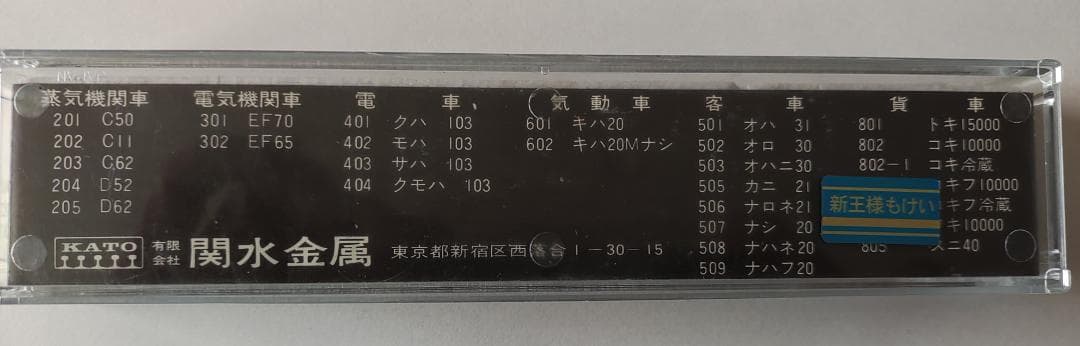 蒸気機関車 電気機関車 電車 気動車 客車 貨車
201 C50 301 EF70 401 クハ 103 601 キハ20 501 オハ 31 801 トキ15000
202 C11 302 EF65 402 モハ 103 602 キハ20Mナシ 502 オロ 30 802 コキ10000
203 C62 403 サハ 103 503 オハニ30 802-1 コキ冷蔵
204 D52 404 クモハ 103 505 カニ 21 キフ10000
205 D62 506 ナロネ21 新王様もけい キフ冷蔵
507 ナシ 20 キ10000
KATO 有限会社 関水金属 東京都新宿区西落合1-30-15 508 ナハネ20 805 スニ40
509 ナハフ20